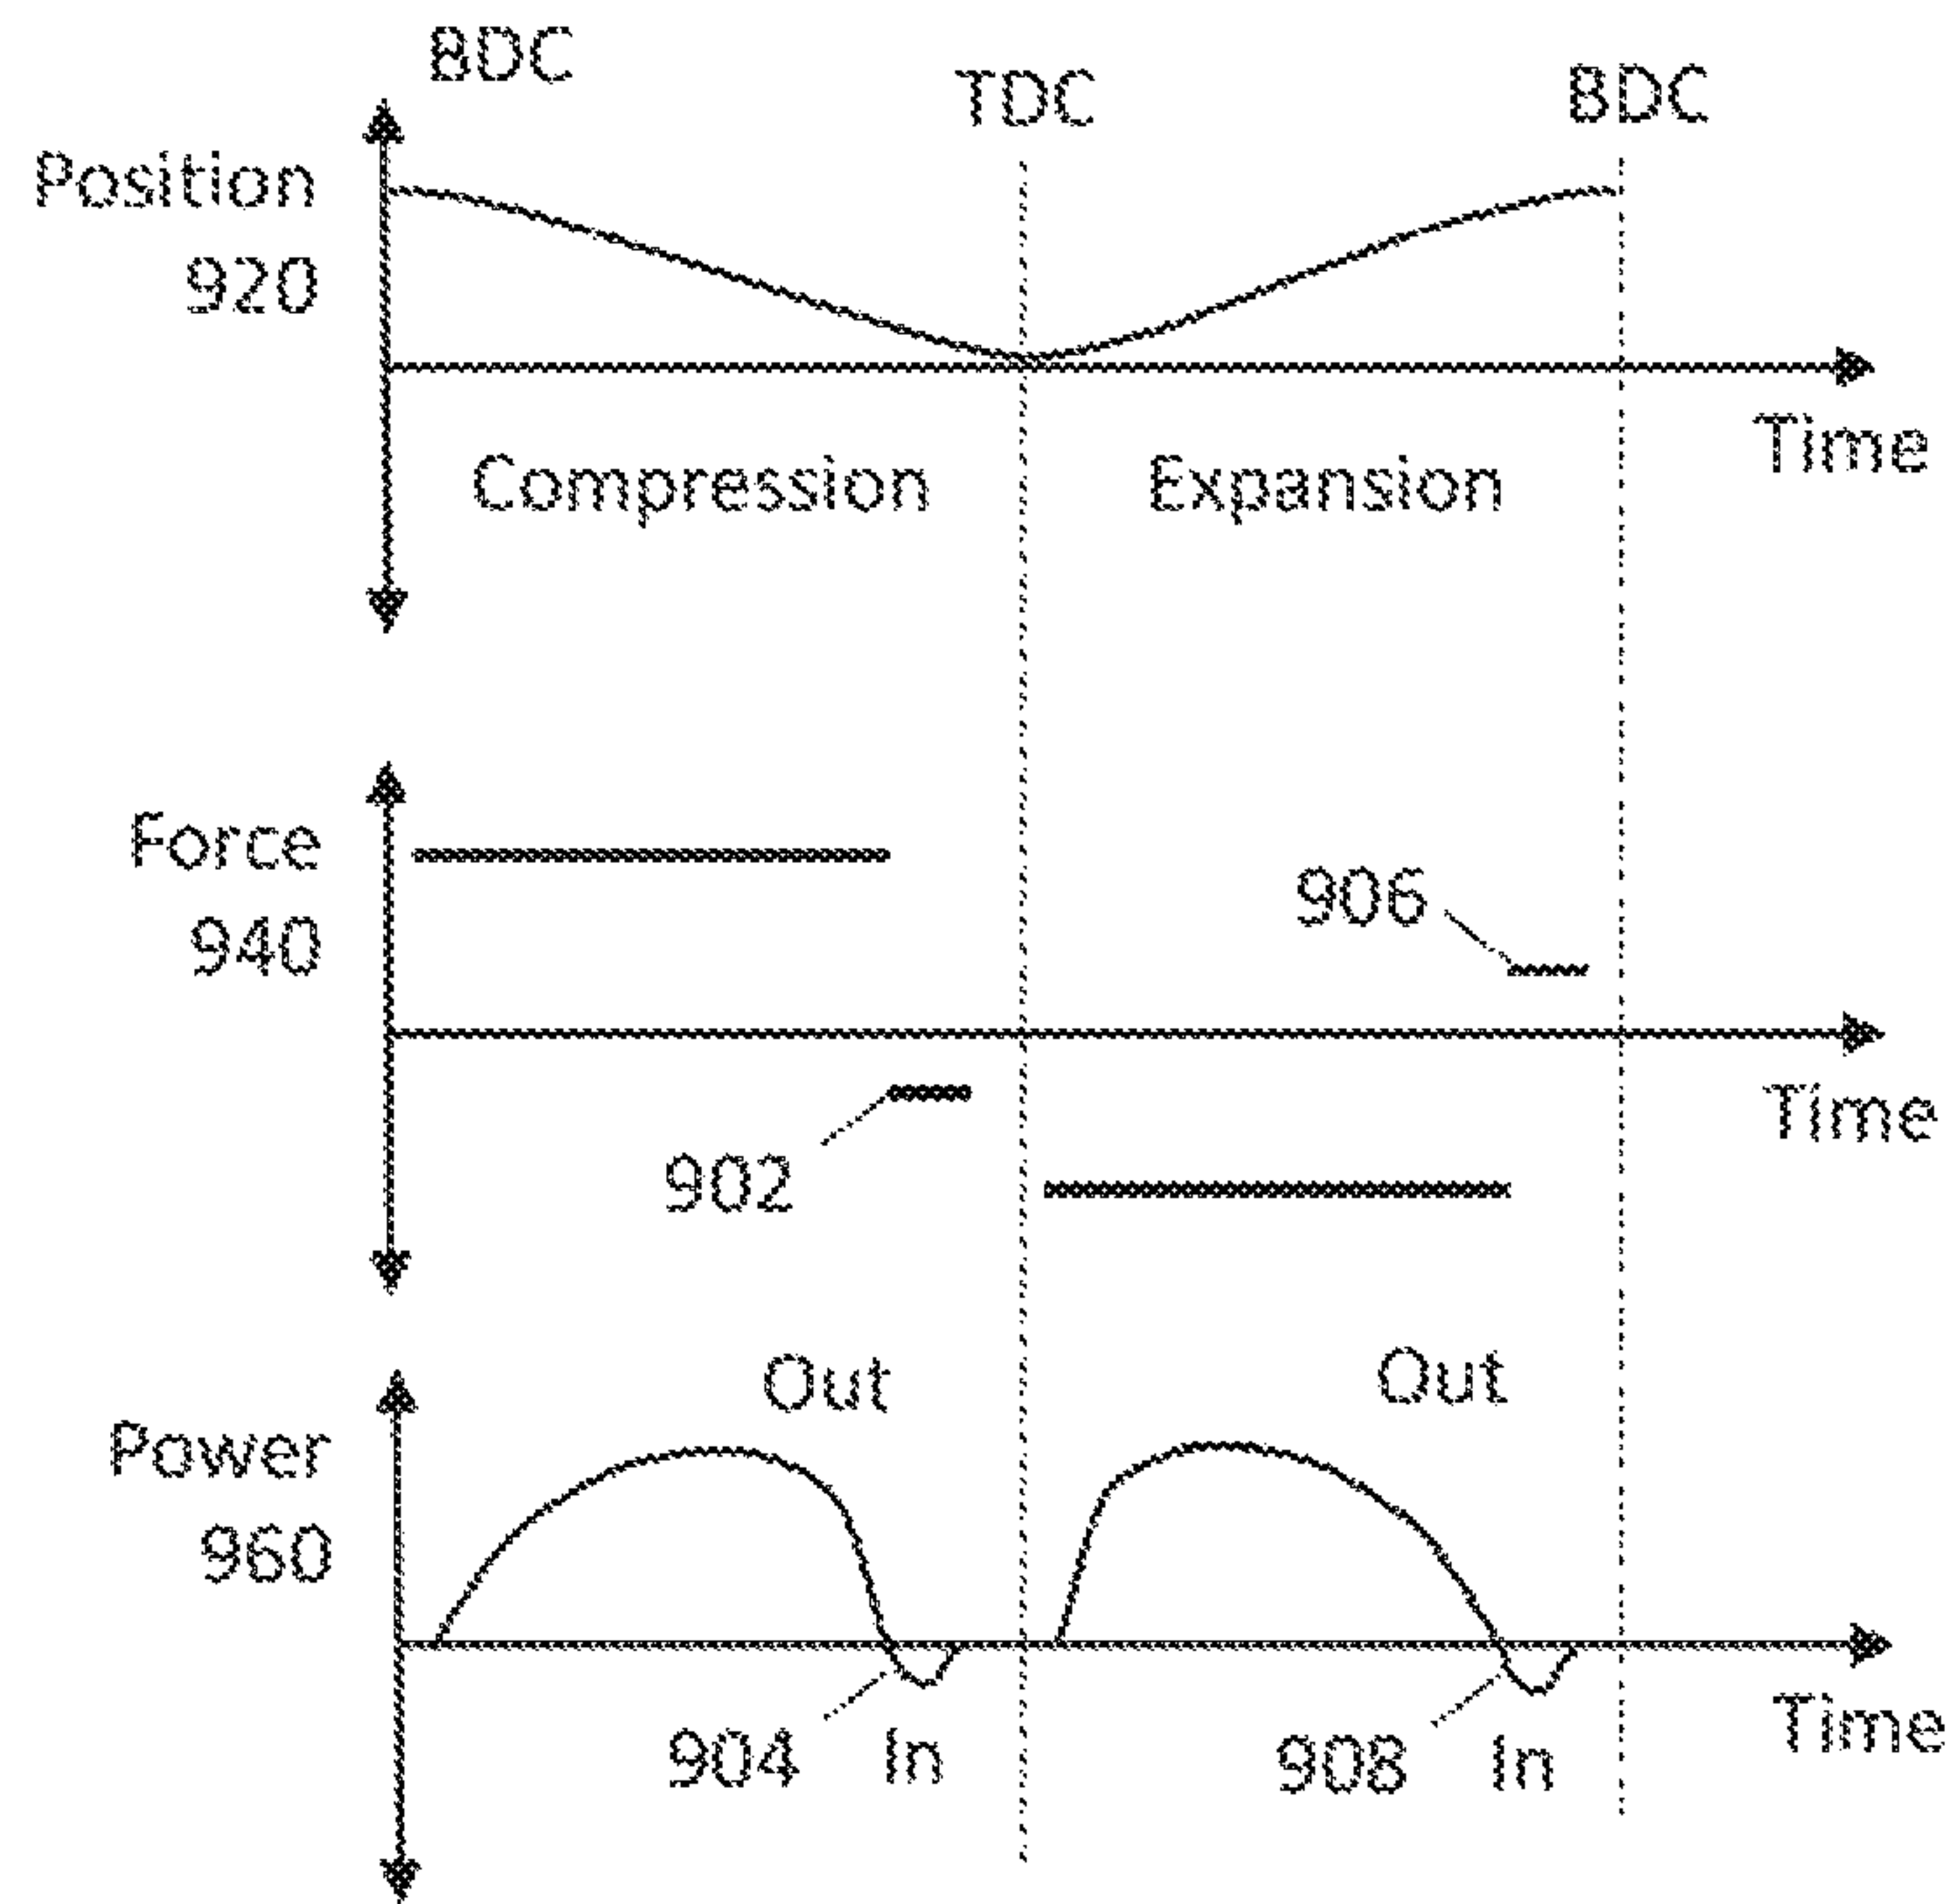 BDC
TDC
BDC
Position
920
Time
Compression
Expansion
Force
940
906
Time
902
Out
Out
Power
960
Time
904
In
908
In